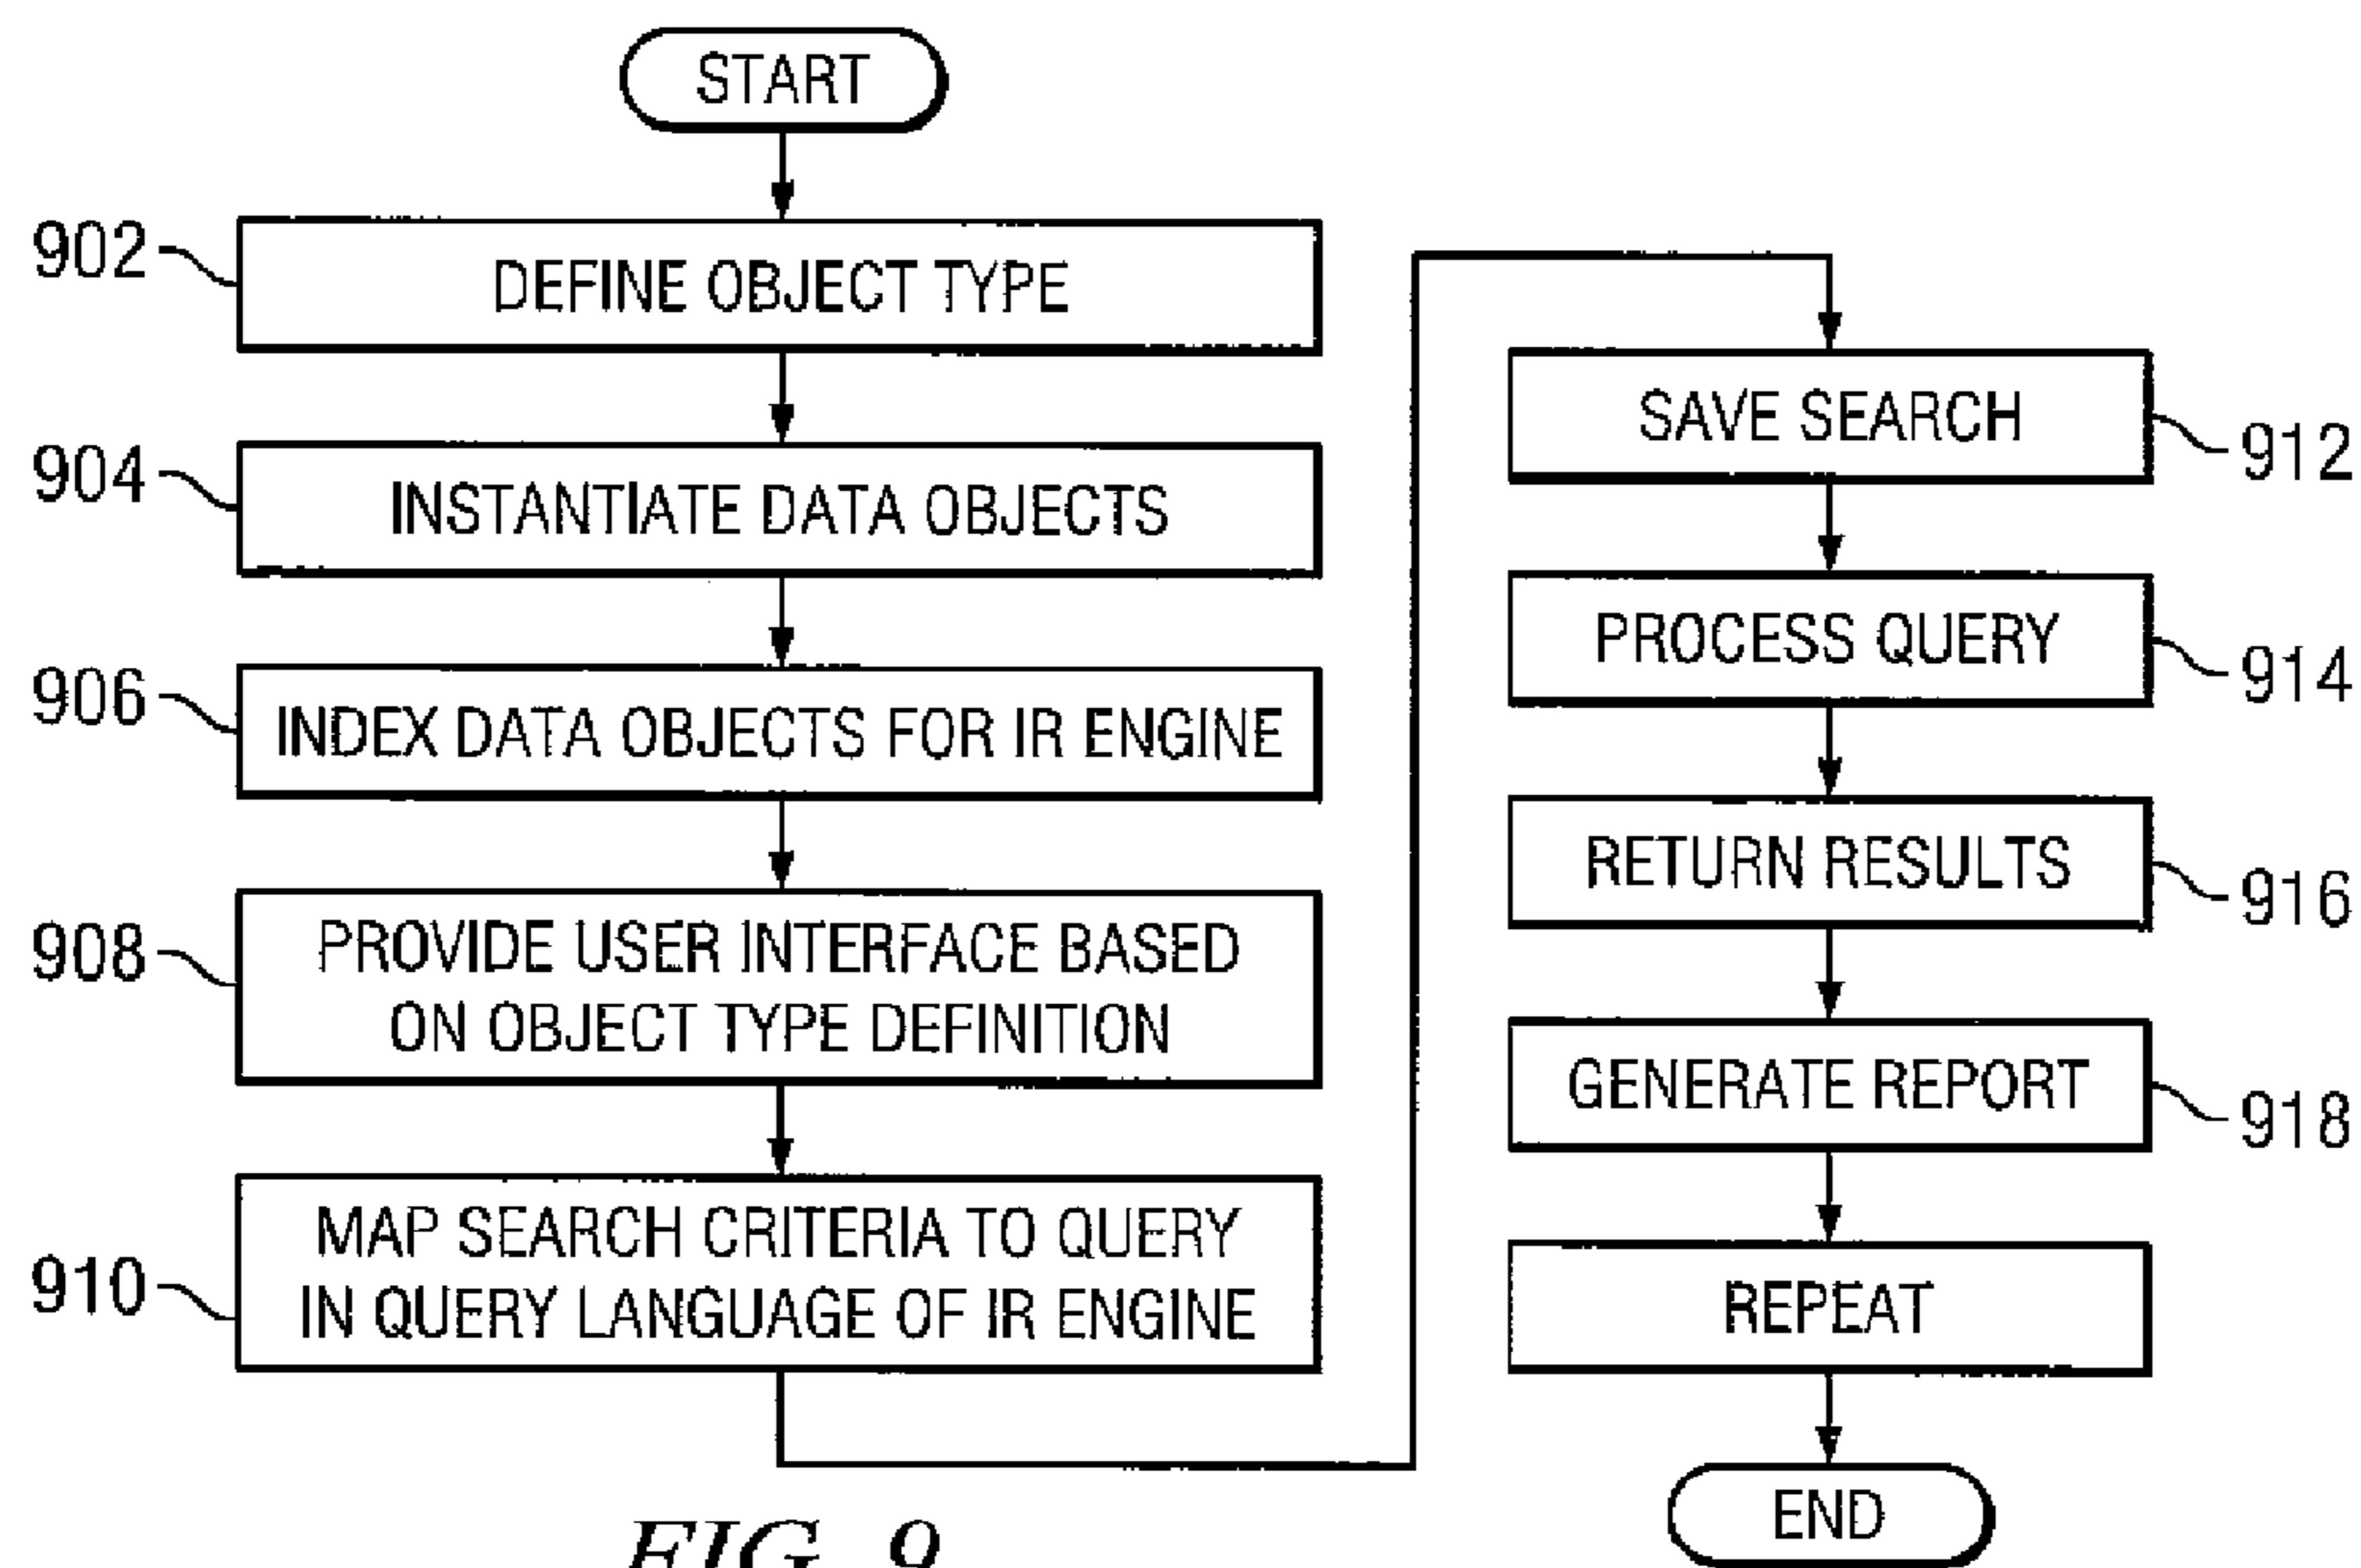 START
902
DEFINE OBJECT TYPE
904
INSTANTIATE DATA OBJECTS
906
INDEX DATA OBJECTS FOR IR ENGINE
908
PROVIDE USER INTERFACE BASED
ON OBJECT TYPE DEFINITION
910
MAP SEARCH CRITERIA TO QUERY
IN QUERY LANGUAGE OF IR ENGINE
SAVE SEARCH
912
PROCESS QUERY
914
RETURN RESULTS
916
GENERATE REPORT
918
REPEAT
END
FIG. 9